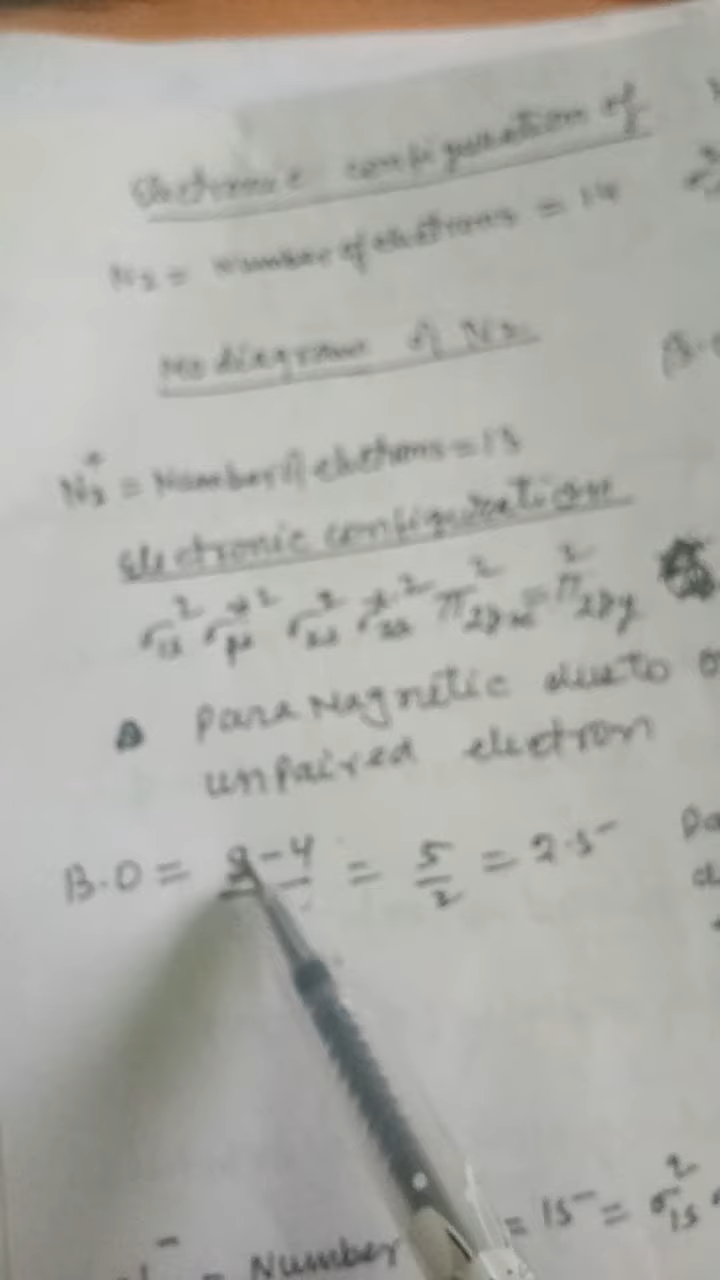 Electronic configuration of
N₂ = number of electrons = 14
MO diagram of N₂
N₂⁺ = Number of electrons = 13
electronic configuration
σ1s² σ*1s² σ2s² σ*2s² π2px² = π2py²
ParaMagnetic due to
unpaired electron
B.O = 9-4 = 5/2 = 2.5
Number = 15 = σ1s²